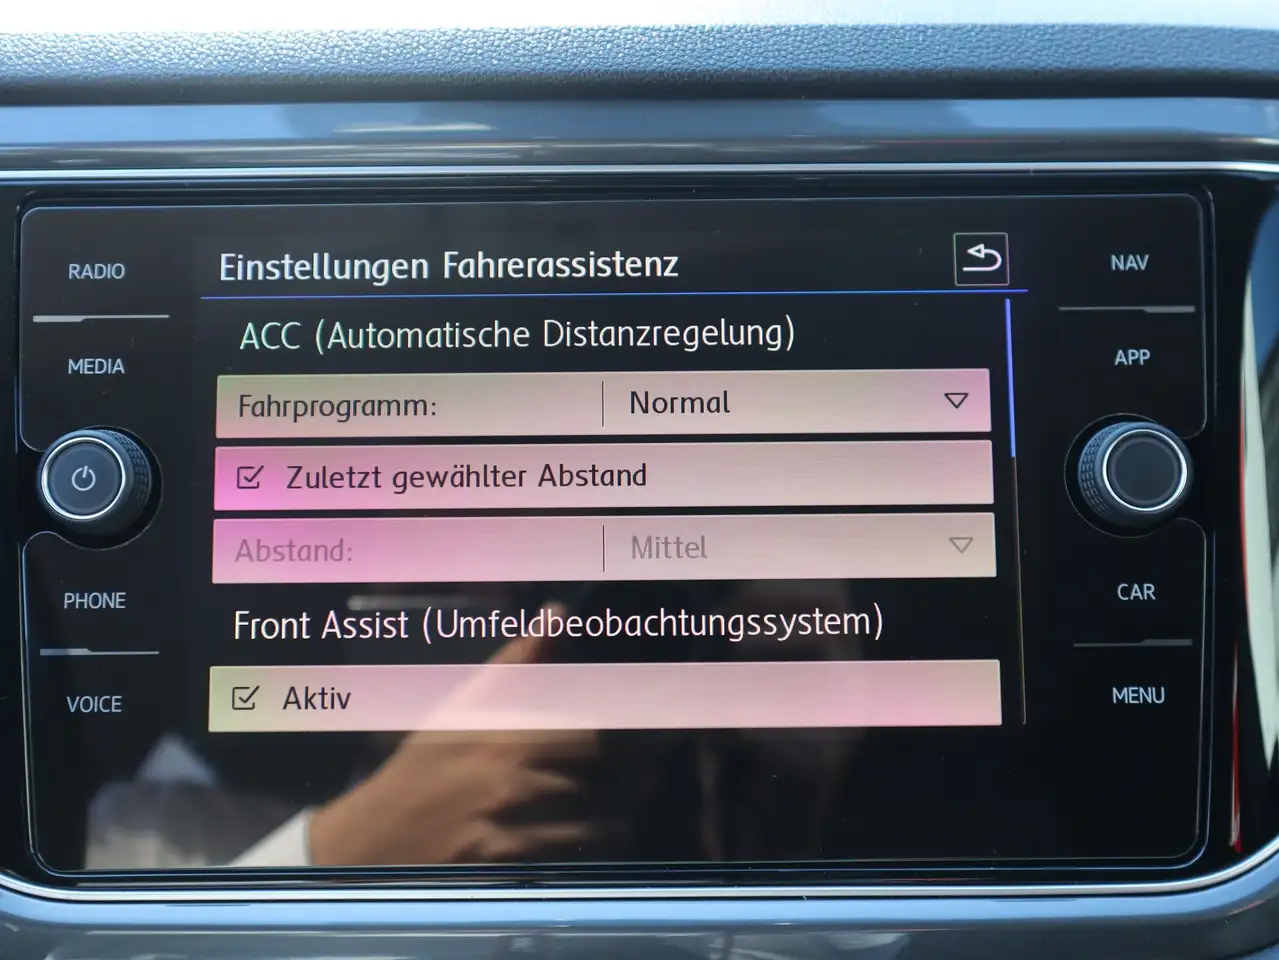 RADIO
MEDIA
PHONE
VOICE
Einstellungen Fahrerassistenz
ACC (Automatische Distanzregelung)
Fahrprogramm: Normal
Zuletzt gewählter Abstand
Abstand: Mittel
Front Assist (Umfeldbeobachtungssystem)
Aktiv
NAV
APP
CAR
MENU